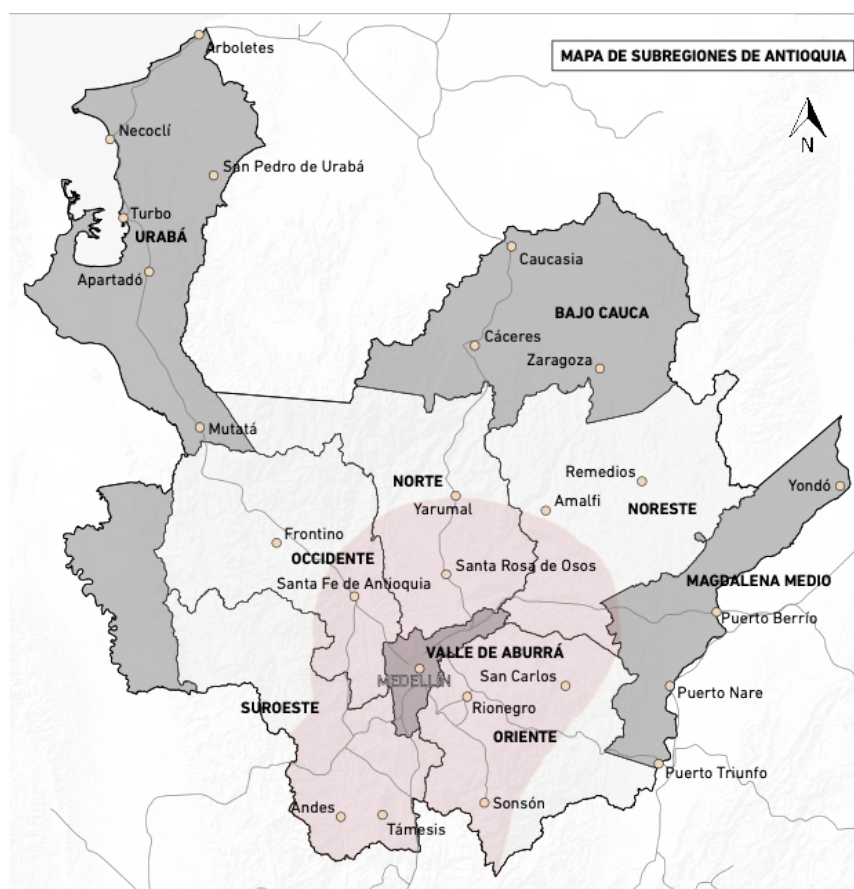 Arboletes
MAPA DE SUBREGIONES DE ANTIOQUIA
N
Necoclí
San Pedro de Urabá
Turbo
URABÁ
Apartadó
Caucasia
BAJO CAUCA
Cáceres
Zaragoza
Mutatá
NORTE
Remedios
Yondó
Yarumal
Amalfi
NORESTE
Frontino
OCCIDENTE
Santa Rosa de Osos
Santa Fe de Antioquia
MAGDALENA MEDIO
Puerto Berrío
VALLE DE ABURRÁ
MEDELLÍN
San Carlos
Puerto Nare
SUROESTE
Rionegro
ORIENTE
Puerto Triunfo
Andes
Támesis
Sonsón